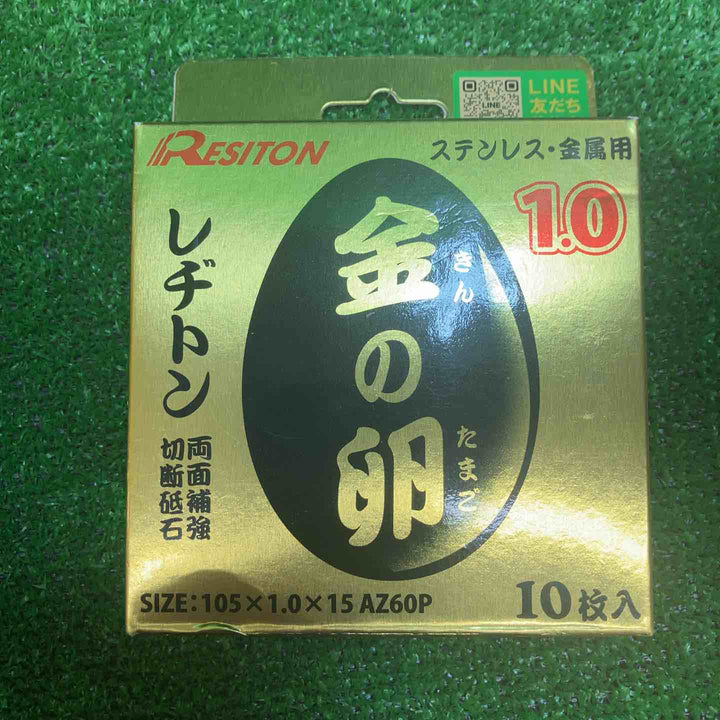 LINE
友だち
LINE
RESITON
ステンレス・金属用
1.0
レヂトン
両面補強
切断砥石
金の卵
きん
たまご
SIZE:105×1.0×15 AZ60P
10枚入